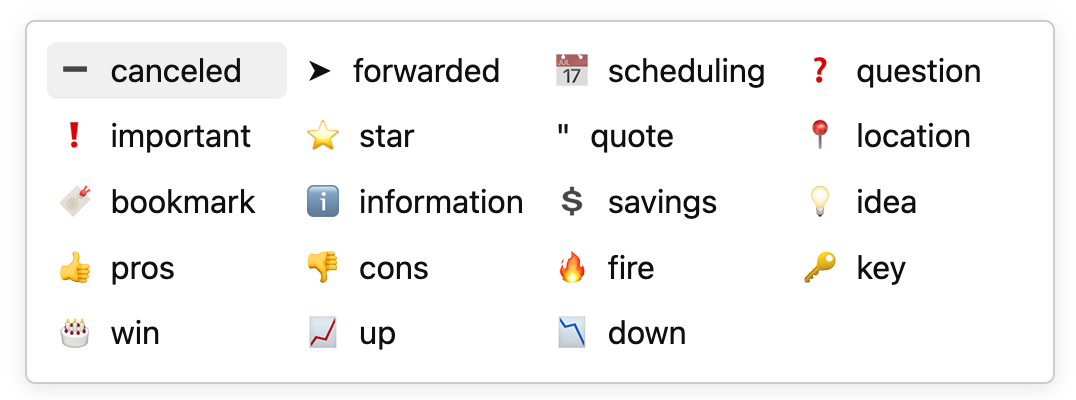 canceled forwarded scheduling question
important star " quote location
bookmark information $ savings idea
pros cons fire key
win up down